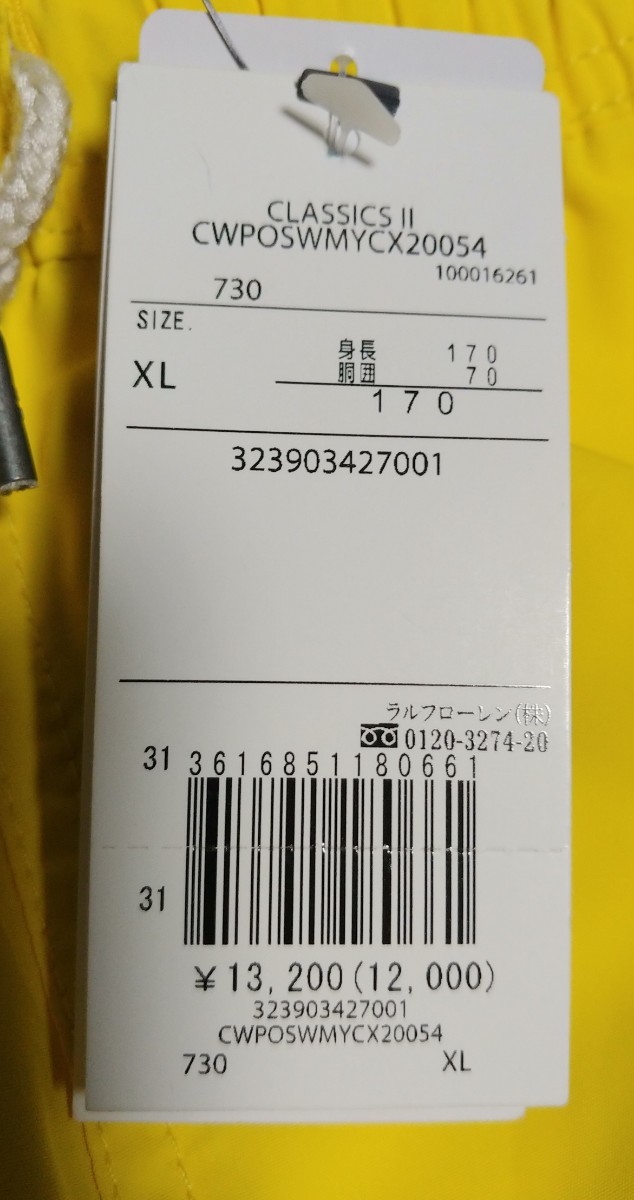 CLASSICS II
CWPOSWMYCX20054
100016261
730
SIZE.
XL
身長 170
胴囲 70
170
323903427001
ラルフローレン(株)
0120-3274-20
31 3616851180661
31
¥13,200(12,000)
323903427001
CWPOSWMYCX20054
730 XL